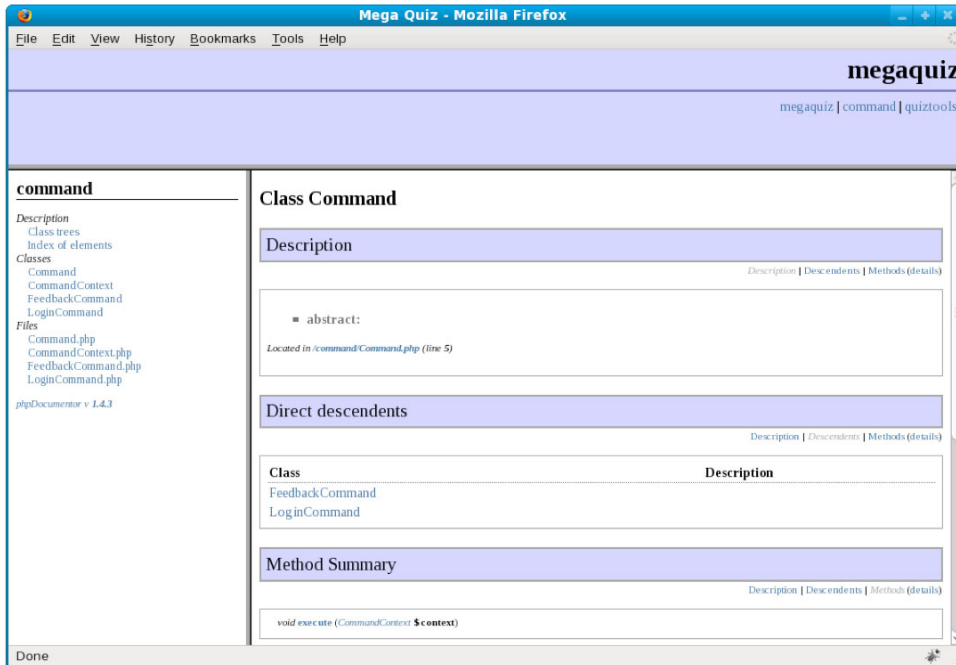 Mega Quiz - Mozilla Firefox
File Edit View History Bookmarks Tools Help
megaquiz
megaquiz | command | quiztools
command
Description
Class trees
Index of elements
Classes
Command
CommandContext
FeedbackCommand
LoginCommand
Files
Command.php
CommandContext.php
FeedbackCommand.php
LoginCommand.php
phpDocumentor v 1.4.3
Class Command
Description
Description | Descendents | Methods (details)
abstract:
Located in /command/Command.php (line 5)
Direct descendents
Description | Descendents | Methods (details)
Class Description
FeedbackCommand
LoginCommand
Method Summary
Description | Descendents | Methods (details)
void execute (CommandContext $context)
Done